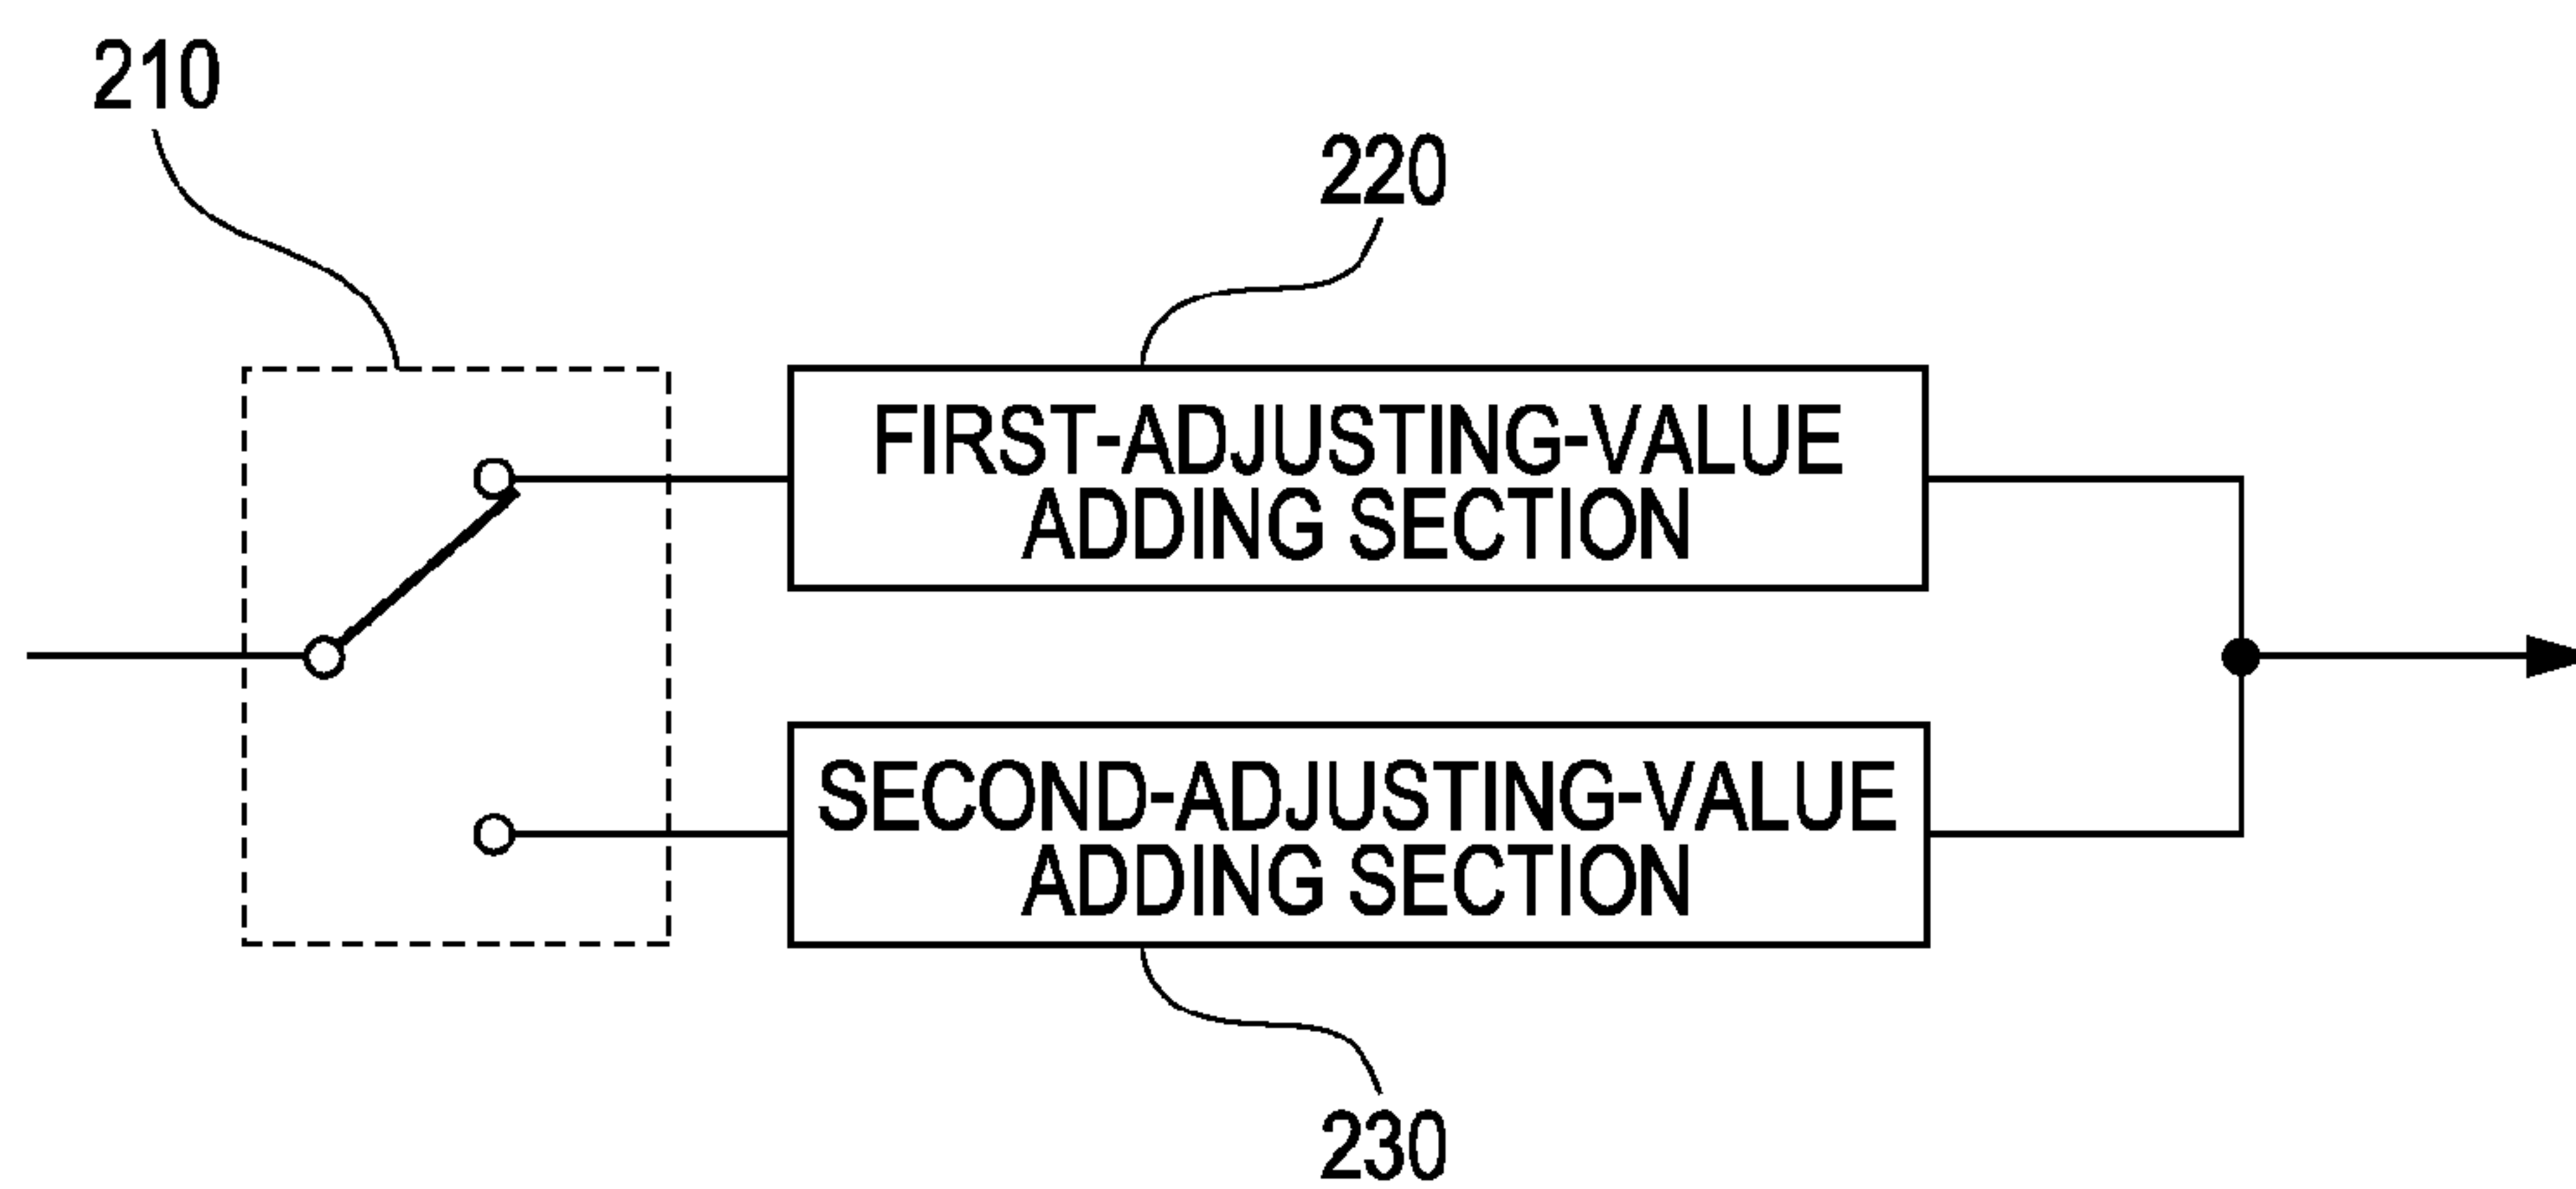 210
220
FIRST-ADJUSTING-VALUE
ADDING SECTION
SECOND-ADJUSTING-VALUE
ADDING SECTION
230